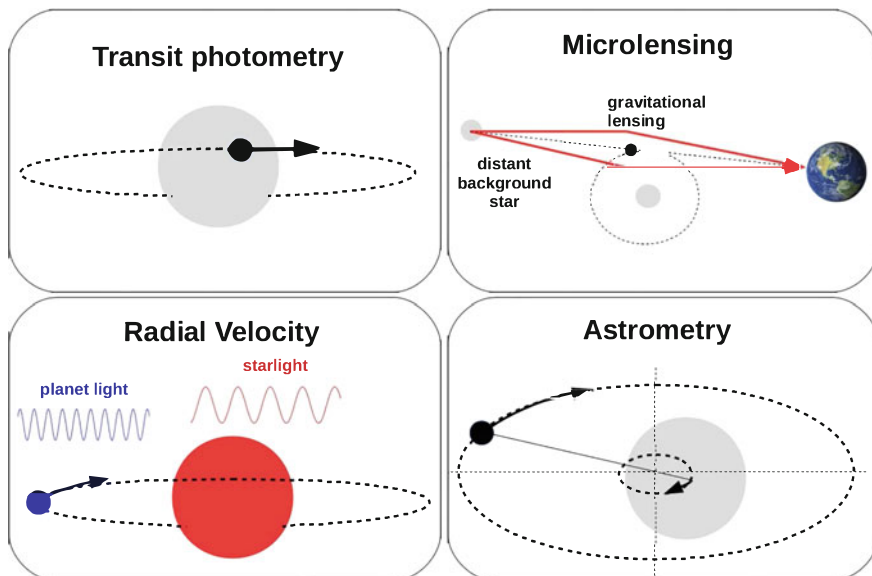 Transit photometry
Microlensing
gravitational
lensing
distant
background
star
Radial Velocity
starlight
planet light
Astrometry